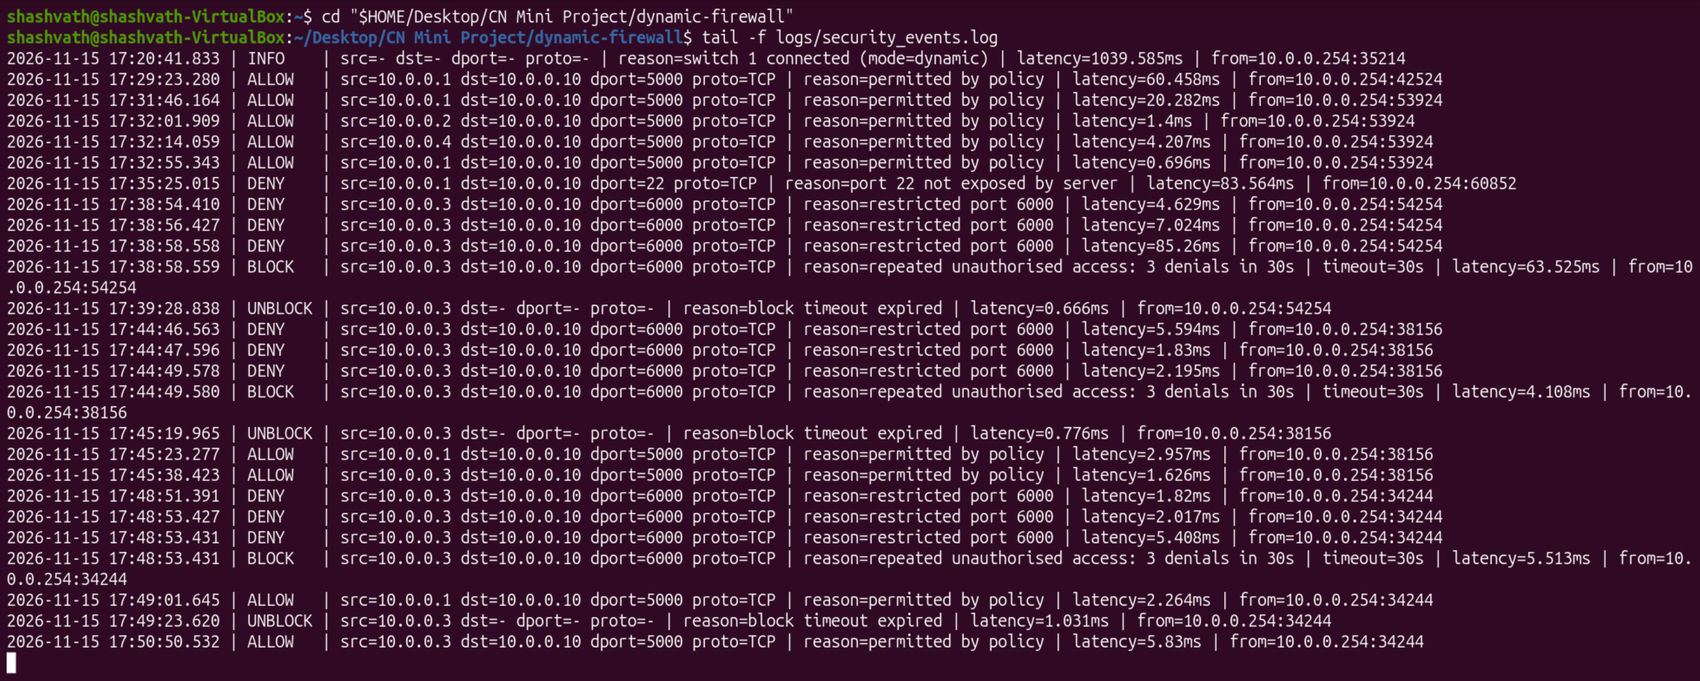 shashvath@shashvath-VirtualBox:~$ cd "$HOME/Desktop/CN Mini Project/dynamic-firewall"
shashvath@shashvath-VirtualBox:~/Desktop/CN Mini Project/dynamic-firewall$ tail -f logs/security_events.log
2026-11-15 17:20:41.833 | INFO    | src=- dst=- dport=- proto=- | reason=switch 1 connected (mode=dynamic) | latency=1039.585ms | from=10.0.0.254:35214
2026-11-15 17:29:23.280 | ALLOW   | src=10.0.0.1 dst=10.0.0.10 dport=5000 proto=TCP | reason=permitted by policy | latency=60.458ms | from=10.0.0.254:42524
2026-11-15 17:31:46.164 | ALLOW   | src=10.0.0.1 dst=10.0.0.10 dport=5000 proto=TCP | reason=permitted by policy | latency=20.282ms | from=10.0.0.254:53924
2026-11-15 17:32:01.909 | ALLOW   | src=10.0.0.2 dst=10.0.0.10 dport=5000 proto=TCP | reason=permitted by policy | latency=1.4ms | from=10.0.0.254:53924
2026-11-15 17:32:14.059 | ALLOW   | src=10.0.0.4 dst=10.0.0.10 dport=5000 proto=TCP | reason=permitted by policy | latency=4.207ms | from=10.0.0.254:53924
2026-11-15 17:32:55.343 | ALLOW   | src=10.0.0.1 dst=10.0.0.10 dport=5000 proto=TCP | reason=permitted by policy | latency=0.696ms | from=10.0.0.254:53924
2026-11-15 17:35:25.015 | DENY    | src=10.0.0.1 dst=10.0.0.10 dport=22 proto=TCP | reason=port 22 not exposed by server | latency=83.564ms | from=10.0.0.254:60852
2026-11-15 17:38:54.410 | DENY    | src=10.0.0.3 dst=10.0.0.10 dport=6000 proto=TCP | reason=restricted port 6000 | latency=4.629ms | from=10.0.0.254:54254
2026-11-15 17:38:56.427 | DENY    | src=10.0.0.3 dst=10.0.0.10 dport=6000 proto=TCP | reason=restricted port 6000 | latency=7.024ms | from=10.0.0.254:54254
2026-11-15 17:38:58.558 | DENY    | src=10.0.0.3 dst=10.0.0.10 dport=6000 proto=TCP | reason=restricted port 6000 | latency=85.26ms | from=10.0.0.254:54254
2026-11-15 17:38:58.559 | BLOCK   | src=10.0.0.3 dst=10.0.0.10 dport=6000 proto=TCP | reason=repeated unauthorised access: 3 denials in 30s | timeout=30s | latency=63.525ms | from=10
.0.0.254:54254
2026-11-15 17:39:28.838 | UNBLOCK | src=10.0.0.3 dst=- dport=- proto=- | reason=block timeout expired | latency=0.666ms | from=10.0.0.254:54254
2026-11-15 17:44:46.563 | DENY    | src=10.0.0.3 dst=10.0.0.10 dport=6000 proto=TCP | reason=restricted port 6000 | latency=5.594ms | from=10.0.0.254:38156
2026-11-15 17:44:47.596 | DENY    | src=10.0.0.3 dst=10.0.0.10 dport=6000 proto=TCP | reason=restricted port 6000 | latency=1.83ms | from=10.0.0.254:38156
2026-11-15 17:44:49.578 | DENY    | src=10.0.0.3 dst=10.0.0.10 dport=6000 proto=TCP | reason=restricted port 6000 | latency=2.195ms | from=10.0.0.254:38156
2026-11-15 17:44:49.580 | BLOCK   | src=10.0.0.3 dst=10.0.0.10 dport=6000 proto=TCP | reason=repeated unauthorised access: 3 denials in 30s | timeout=30s | latency=4.108ms | from=10.
0.0.254:38156
2026-11-15 17:45:19.965 | UNBLOCK | src=10.0.0.3 dst=- dport=- proto=- | reason=block timeout expired | latency=0.776ms | from=10.0.0.254:38156
2026-11-15 17:45:23.277 | ALLOW   | src=10.0.0.1 dst=10.0.0.10 dport=5000 proto=TCP | reason=permitted by policy | latency=2.957ms | from=10.0.0.254:38156
2026-11-15 17:45:38.423 | ALLOW   | src=10.0.0.3 dst=10.0.0.10 dport=5000 proto=TCP | reason=permitted by policy | latency=1.626ms | from=10.0.0.254:38156
2026-11-15 17:48:51.391 | DENY    | src=10.0.0.3 dst=10.0.0.10 dport=6000 proto=TCP | reason=restricted port 6000 | latency=1.82ms | from=10.0.0.254:34244
2026-11-15 17:48:53.427 | DENY    | src=10.0.0.3 dst=10.0.0.10 dport=6000 proto=TCP | reason=restricted port 6000 | latency=2.017ms | from=10.0.0.254:34244
2026-11-15 17:48:53.431 | DENY    | src=10.0.0.3 dst=10.0.0.10 dport=6000 proto=TCP | reason=restricted port 6000 | latency=5.408ms | from=10.0.0.254:34244
2026-11-15 17:48:53.431 | BLOCK   | src=10.0.0.3 dst=10.0.0.10 dport=6000 proto=TCP | reason=repeated unauthorised access: 3 denials in 30s | timeout=30s | latency=5.513ms | from=10.
0.0.254:34244
2026-11-15 17:49:01.645 | ALLOW   | src=10.0.0.1 dst=10.0.0.10 dport=5000 proto=TCP | reason=permitted by policy | latency=2.264ms | from=10.0.0.254:34244
2026-11-15 17:49:23.620 | UNBLOCK | src=10.0.0.3 dst=- dport=- proto=- | reason=block timeout expired | latency=1.031ms | from=10.0.0.254:34244
2026-11-15 17:50:50.532 | ALLOW   | src=10.0.0.3 dst=10.0.0.10 dport=5000 proto=TCP | reason=permitted by policy | latency=5.83ms | from=10.0.0.254:34244